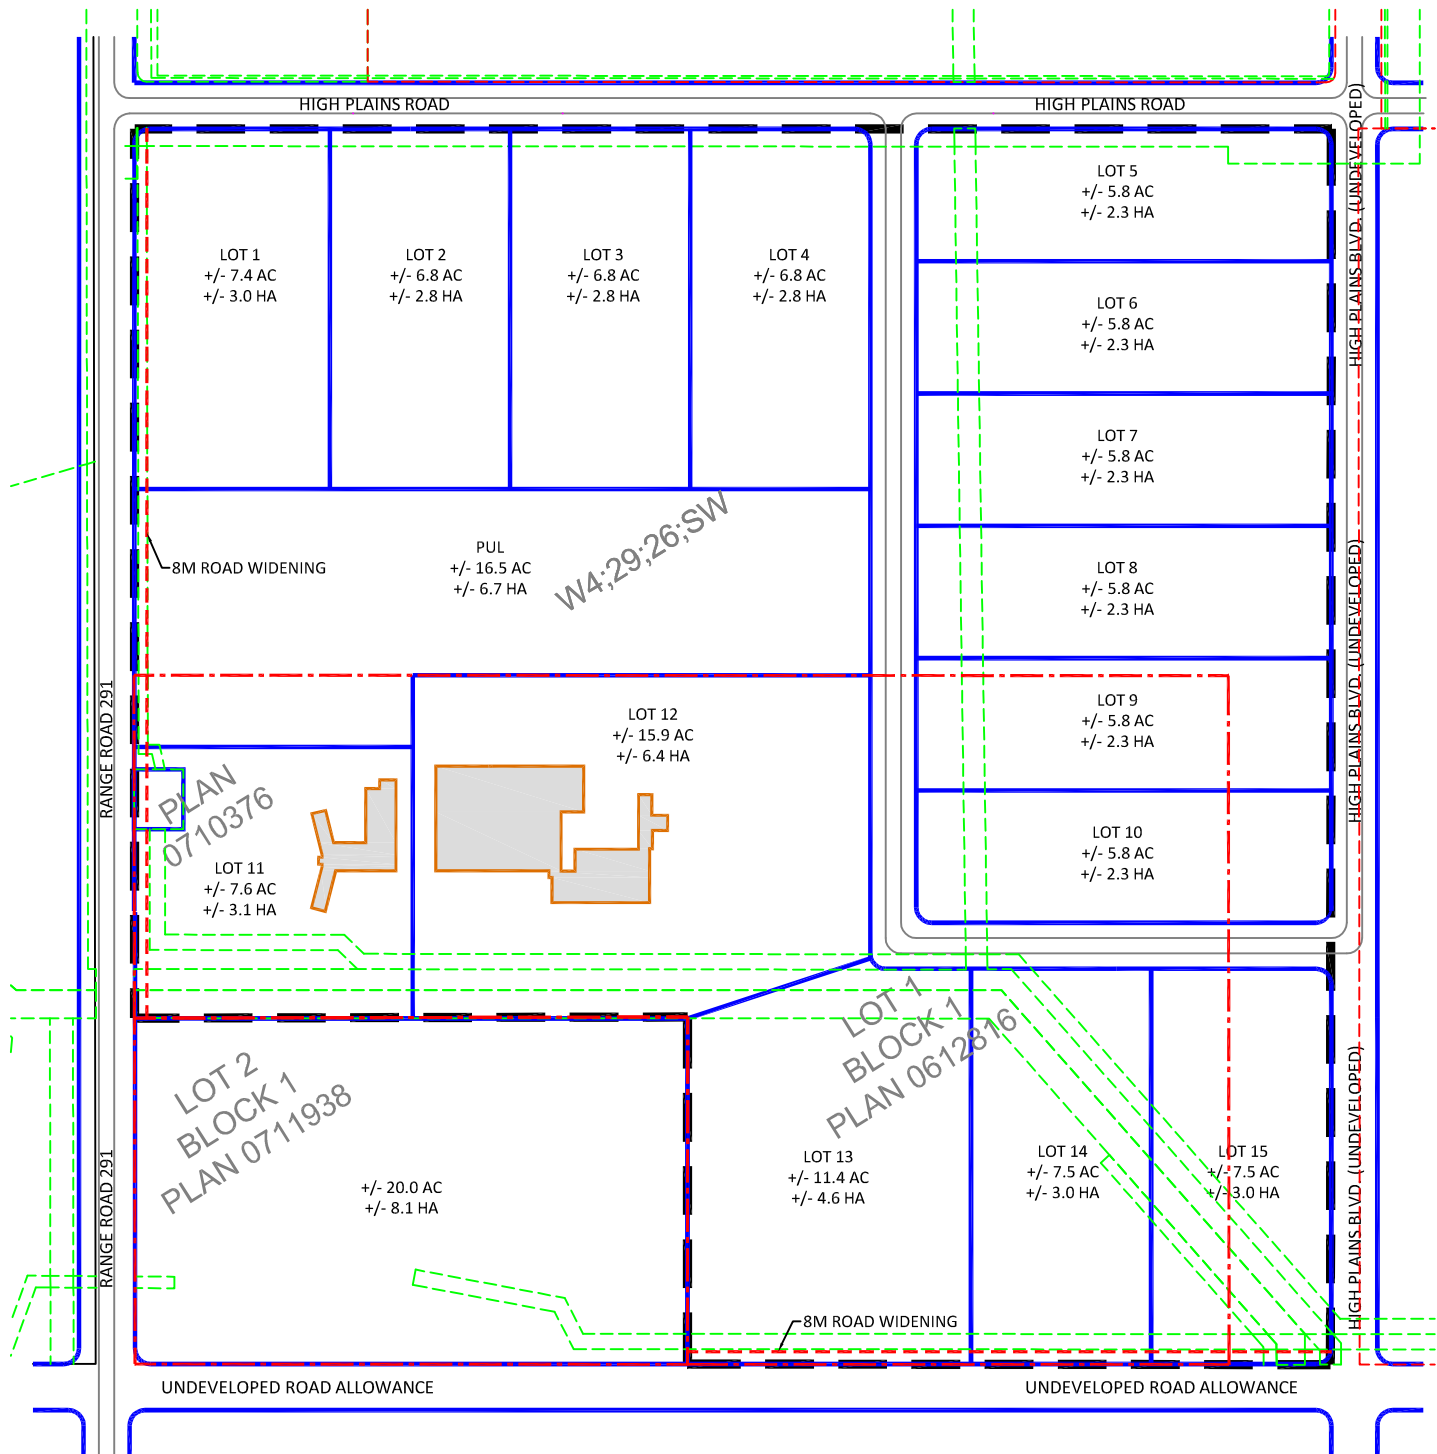 HIGH PLAINS ROAD
HIGH PLAINS ROAD
HIGH PLAINS BLVD. (UNDEVELOPED)
LOT 1
+/- 7.4 AC
+/- 3.0 HA
LOT 2
+/- 6.8 AC
+/- 2.8 HA
LOT 3
+/- 6.8 AC
+/- 2.8 HA
LOT 4
+/- 6.8 AC
+/- 2.8 HA
LOT 5
+/- 5.8 AC
+/- 2.3 HA
LOT 6
+/- 5.8 AC
+/- 2.3 HA
LOT 7
+/- 5.8 AC
+/- 2.3 HA
PUL
+/- 16.5 AC
+/- 6.7 HA
W4;29;26;SW
8M ROAD WIDENING
LOT 8
+/- 5.8 AC
+/- 2.3 HA
HIGH PLAINS BLVD. (UNDEVELOPED)
RANGE ROAD 291
LOT 12
+/- 15.9 AC
+/- 6.4 HA
LOT 9
+/- 5.8 AC
+/- 2.3 HA
PLAN
0710376
LOT 11
+/- 7.6 AC
+/- 3.1 HA
LOT 10
+/- 5.8 AC
+/- 2.3 HA
LOT 1
BLOCK 1
PLAN 0612816
LOT 2
BLOCK 1
PLAN 0711938
RANGE ROAD 291
+/- 20.0 AC
+/- 8.1 HA
LOT 13
+/- 11.4 AC
+/- 4.6 HA
LOT 14
+/- 7.5 AC
+/- 3.0 HA
LOT 15
+/- 7.5 AC
+/- 3.0 HA
HIGH PLAINS BLVD. (UNDEVELOPED)
8M ROAD WIDENING
UNDEVELOPED ROAD ALLOWANCE
UNDEVELOPED ROAD ALLOWANCE